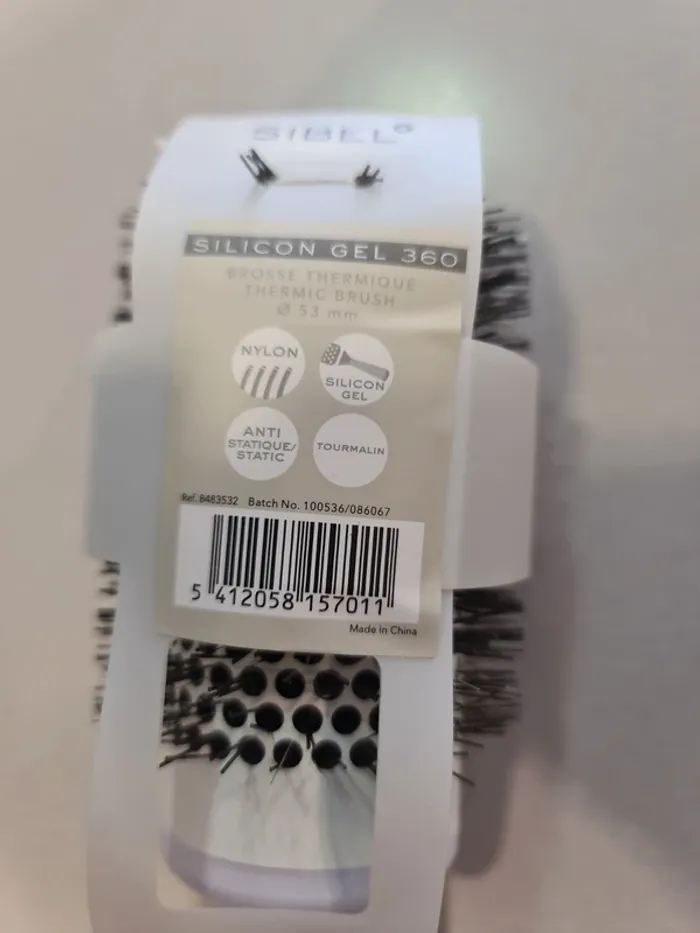 SIBEL®
SILICON GEL 360
BROSSE THERMIQUE
THERMIC BRUSH
Ø 53 mm
NYLON
SILICON
GEL
ANTI
STATIQUE/
STATIC
TOURMALIN
Ref. 8483532 Batch No. 100536/086067
5 412058 157011
Made in China